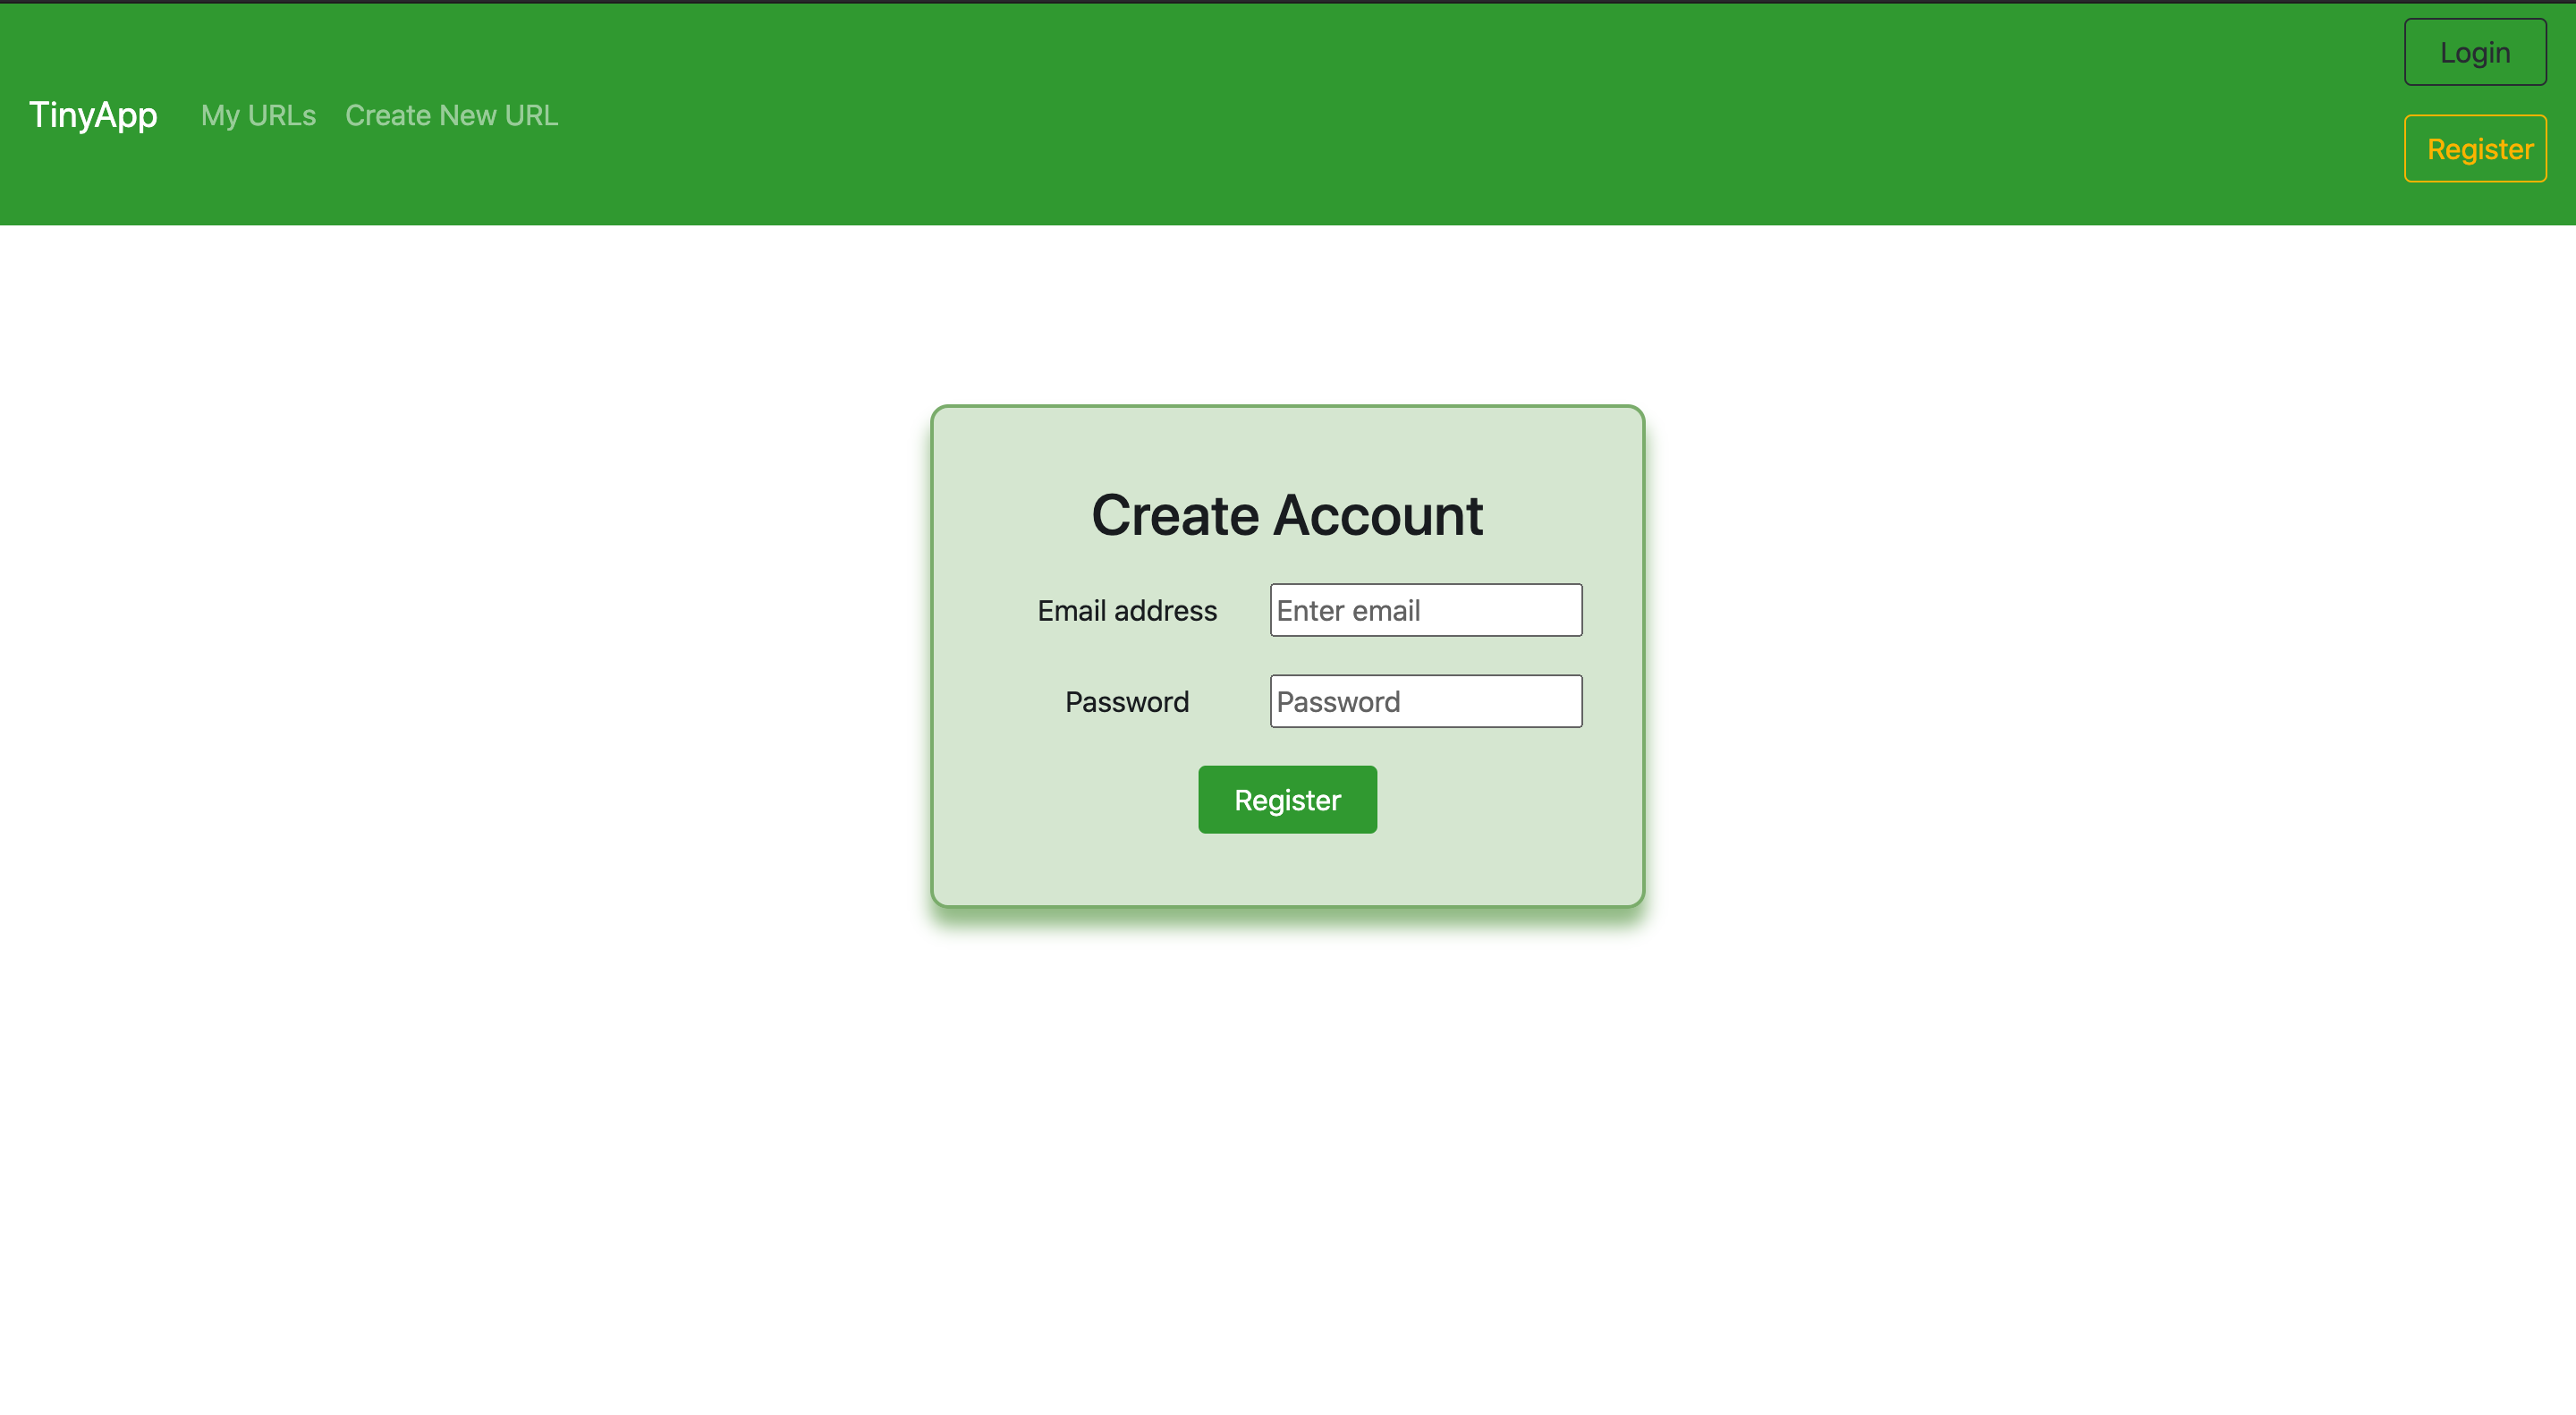 TinyApp
My URLs
Create New URL
Login
Register
Create Account
Email address
Enter email
Password
Password
Register